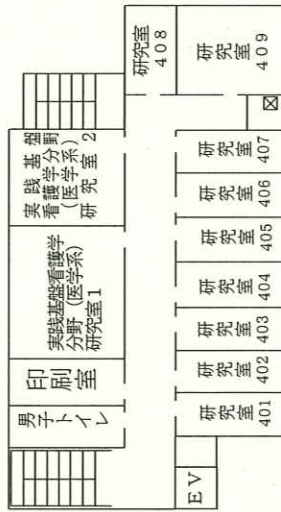 男子トイレ
印刷室
実践基盤看護学
分野（医学系）
研究室1
実践基盤
看護学分野
（医学系）
研究室2
研究室
408
研究室
409
EV
研究室
401
研究室
402
研究室
403
研究室
404
研究室
405
研究室
406
研究室
407